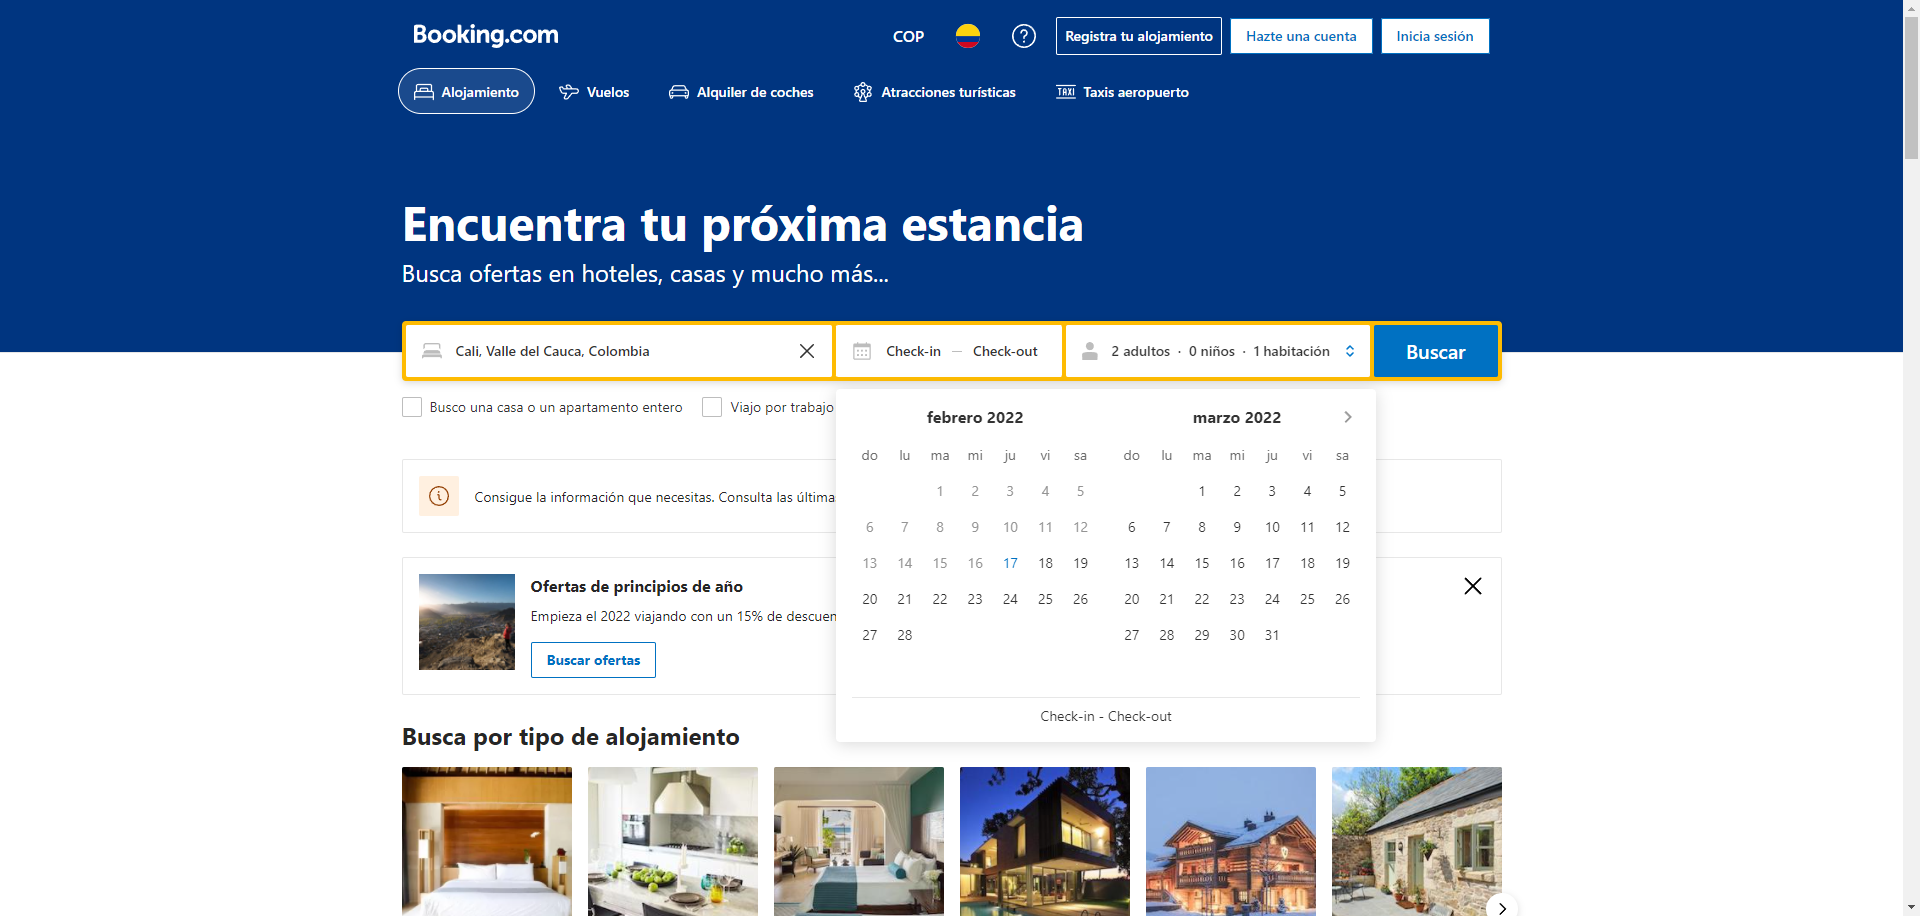 Booking.com
COP
Registra tu alojamiento
Hazte una cuenta
Inicia sesión
Alojamiento
Vuelos
Alquiler de coches
Atracciones turísticas
TAXI Taxis aeropuerto
Encuentra tu próxima estancia
Busca ofertas en hoteles, casas y mucho más...
Cali, Valle del Cauca, Colombia
Check-in — Check-out
2 adultos · 0 niños · 1 habitación
Buscar
Busco una casa o un apartamento entero
Viajo por trabajo
febrero 2022
do lu ma mi ju vi sa
1 2 3 4 5
6 7 8 9 10 11 12
13 14 15 16 17 18 19
20 21 22 23 24 25 26
27 28
marzo 2022
do lu ma mi ju vi sa
1 2 3 4 5
6 7 8 9 10 11 12
13 14 15 16 17 18 19
20 21 22 23 24 25 26
27 28 29 30 31
Check-in - Check-out
Consigue la información que necesitas. Consulta las última
Ofertas de principios de año
Empieza el 2022 viajando con un 15% de descuen
Buscar ofertas
Busca por tipo de alojamiento